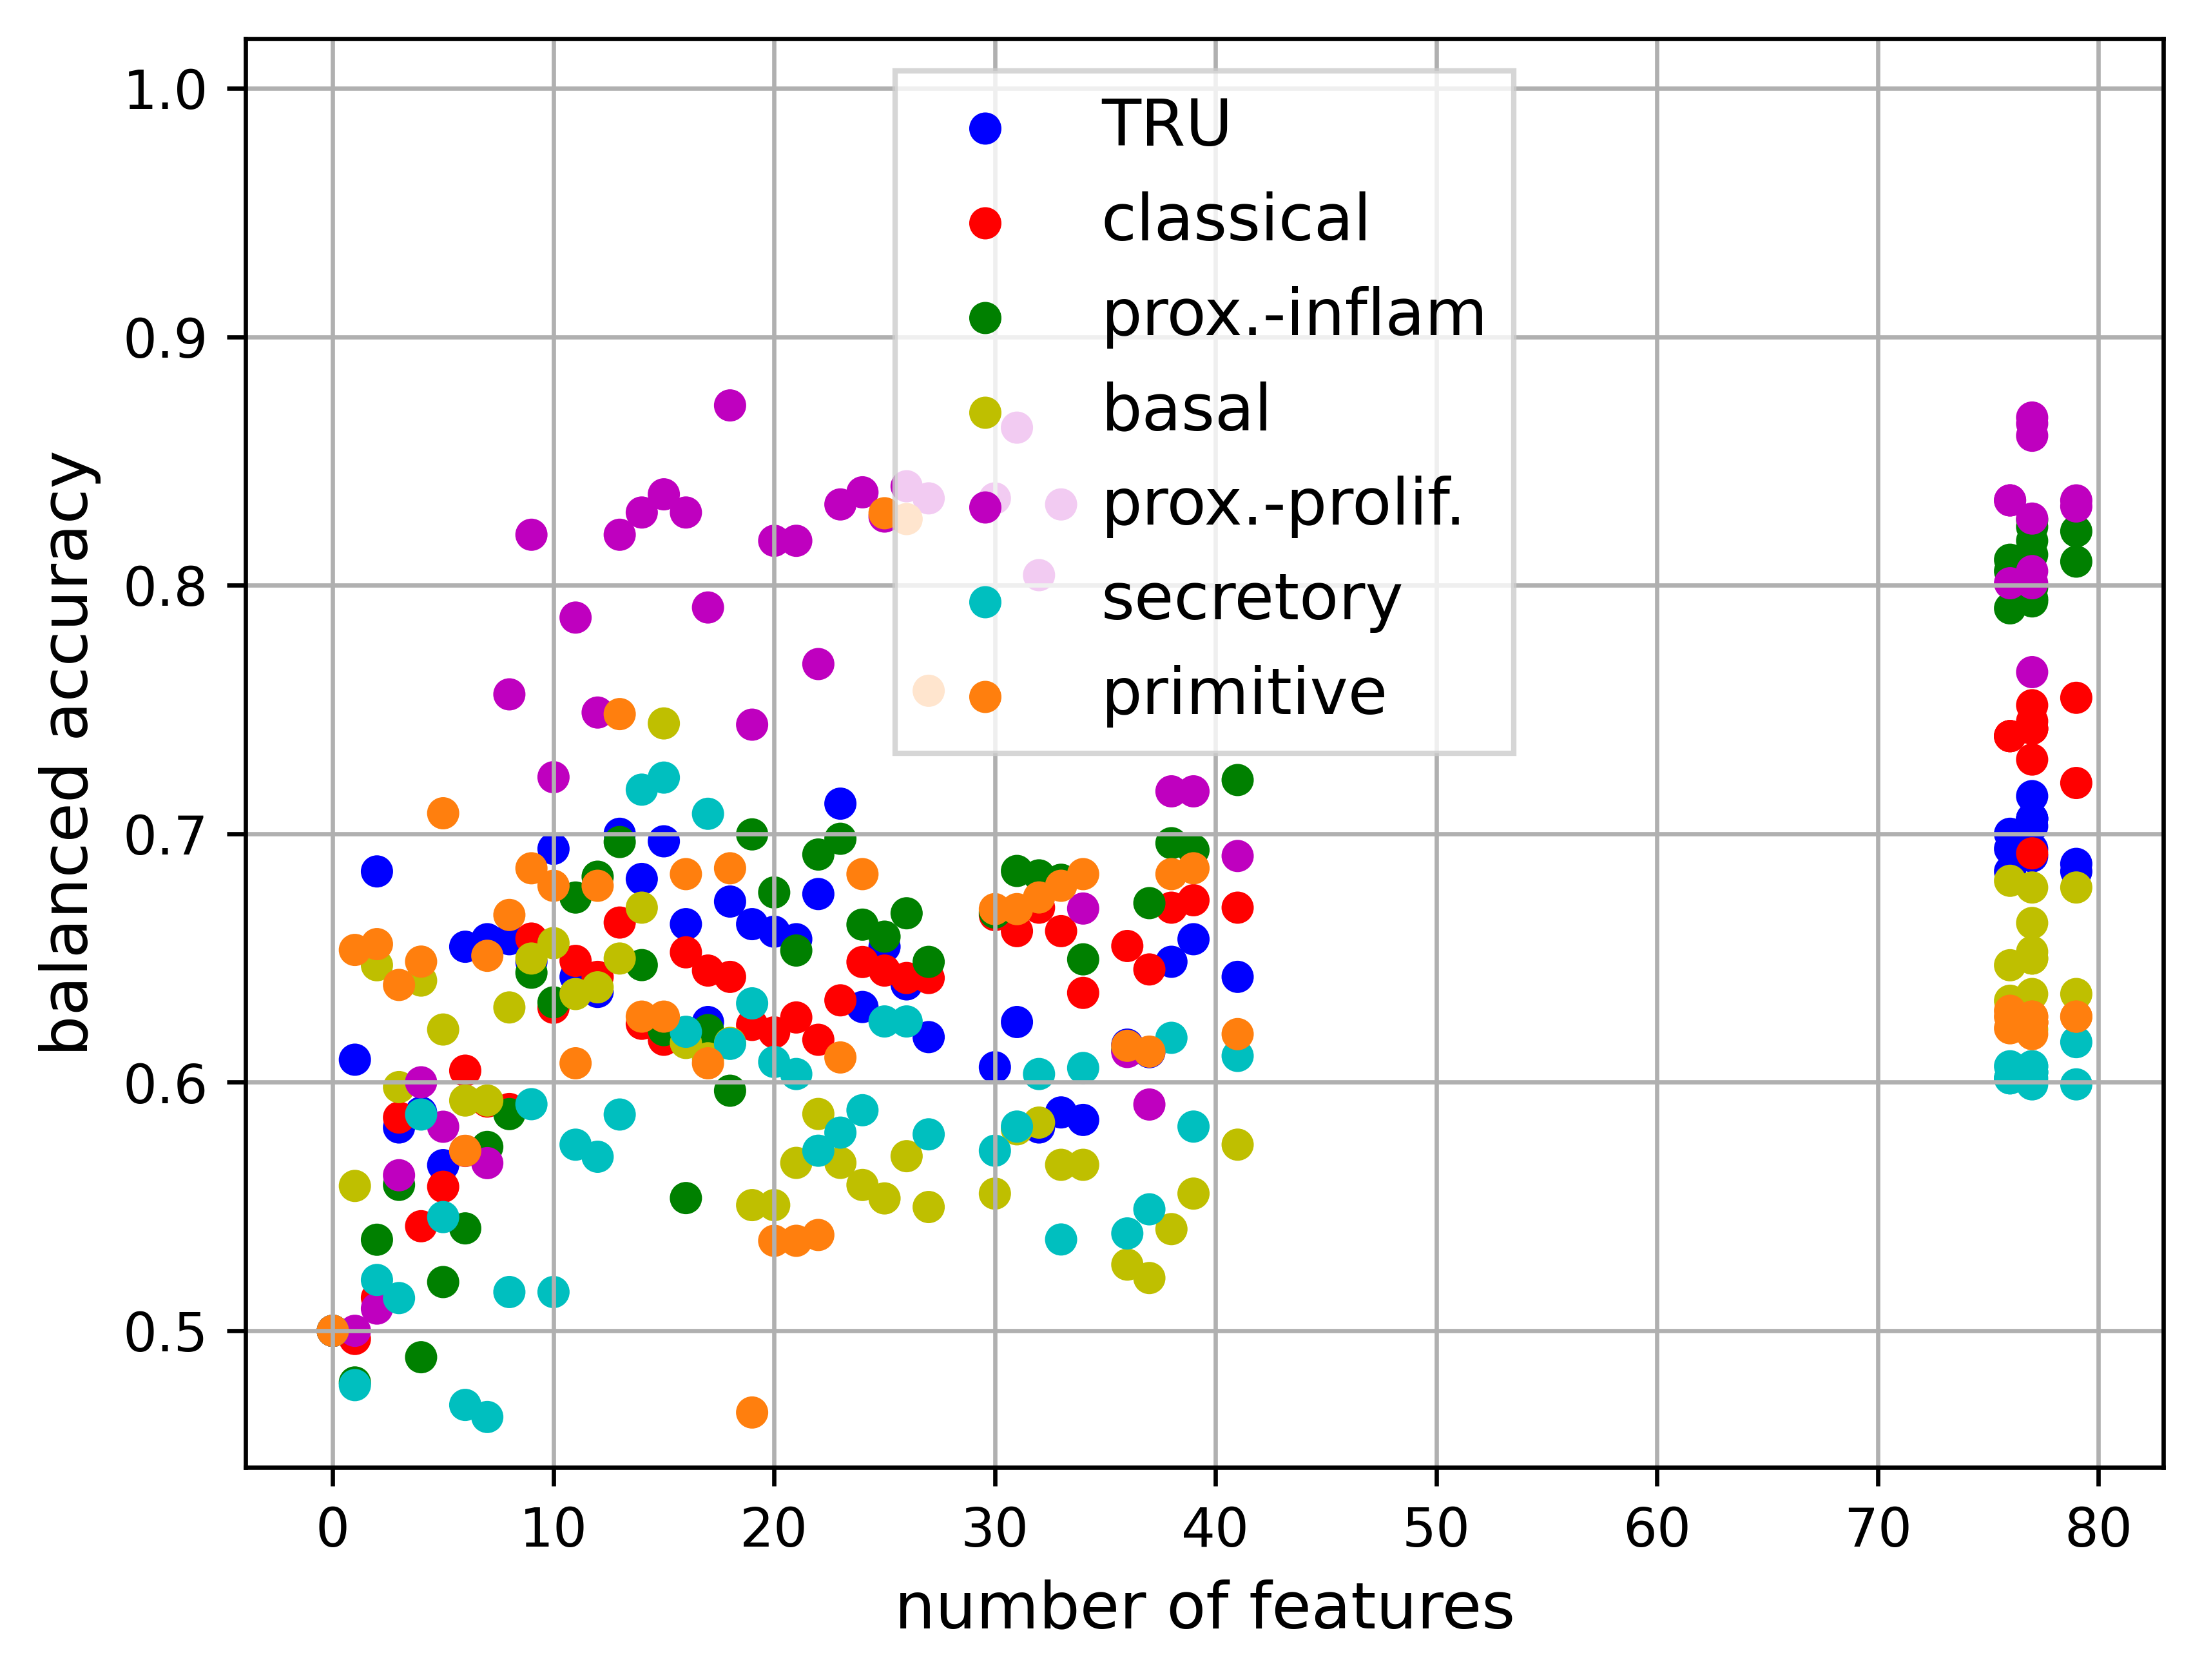 balanced accuracy
1.0
0.9
0.8
0.7
0.6
0.5
TRU
classical
prox.-inflam
basal
prox.-prolif.
secretory
primitive
0 10 20 30 40 50 60 70 80
number of features